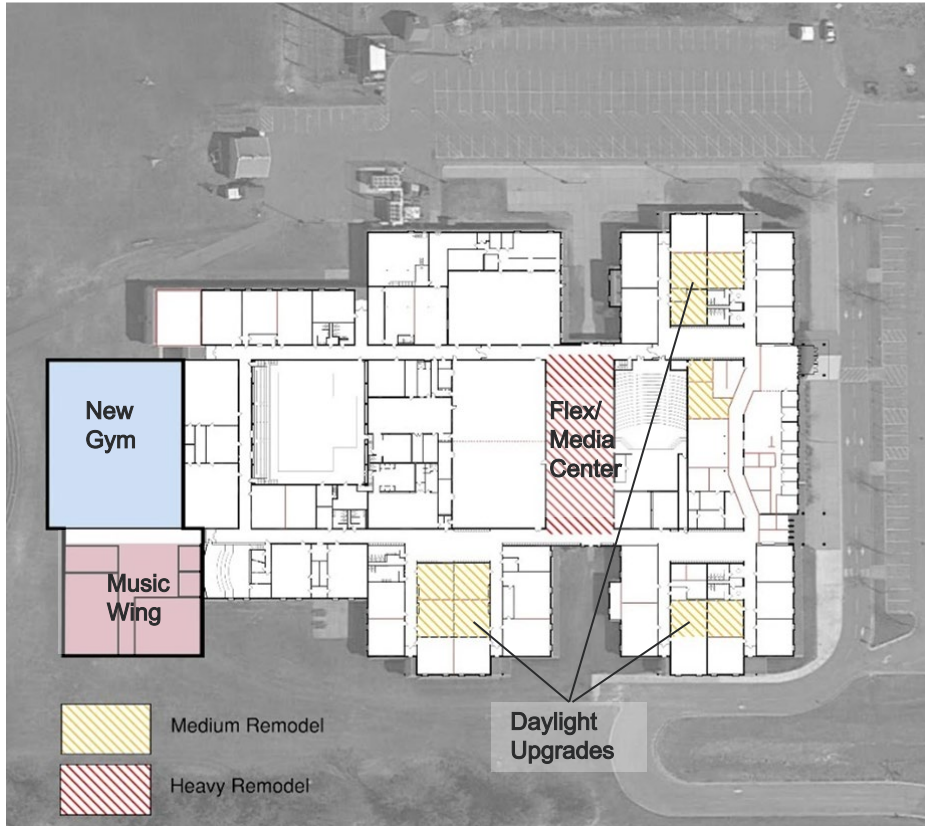 New
Gym
Flex/
Media
Center
Music
Wing
Daylight
Upgrades
Medium Remodel
Heavy Remodel